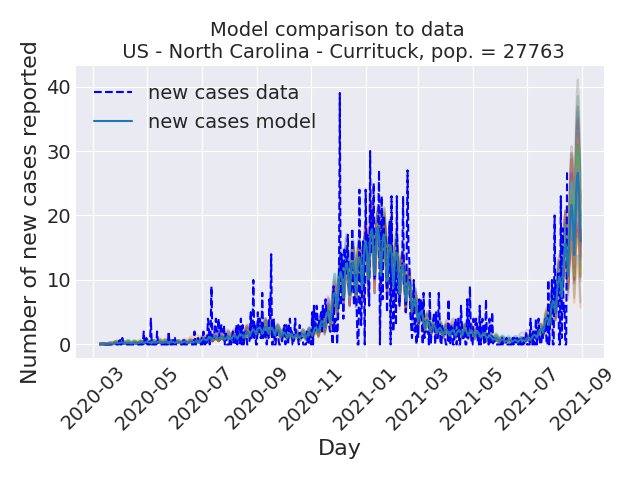 Model comparison to data
US - North Carolina - Currituck, pop. = 27763
Number of new cases reported
40
30
20
10
0
new cases data
new cases model
2020-03
2020-05
2020-07
2020-09
2020-11
2021-01
2021-03
2021-05
2021-07
2021-09
Day